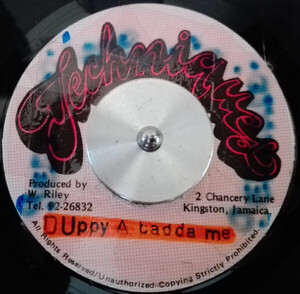 Techniques
Produced by
W. Riley
Tel. 92-26832
2 Chancery Lane
Kingston, Jamaica.
DUppy A tadda me
All Rights Reserved/Unauthorized Copying Strictly Prohibited.